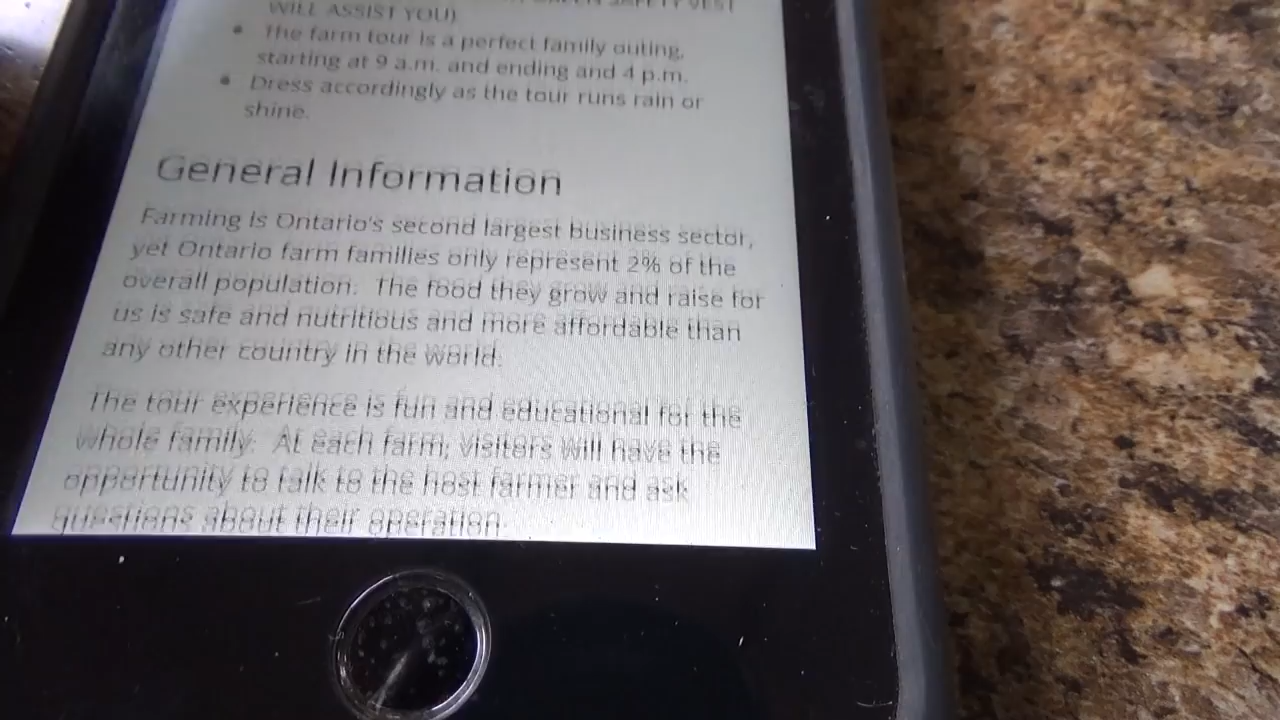 GREEN SAFETY VEST
WILL ASSIST YOU).
The farm tour is a perfect family outing,
starting at 9 a.m. and ending and 4 p.m.
Dress accordingly as the tour runs rain or
shine.
General Information
Farming is Ontario's second largest business sector,
yet Ontario farm families only represent 2% of the
overall population. The food they grow and raise for
us is safe and nutritious and more affordable than
any other country in the world.
The tour experience is fun and educational for the
whole family. At each farm, visitors will have the
opportunity to talk to the host farmer and ask
questions about their operation.